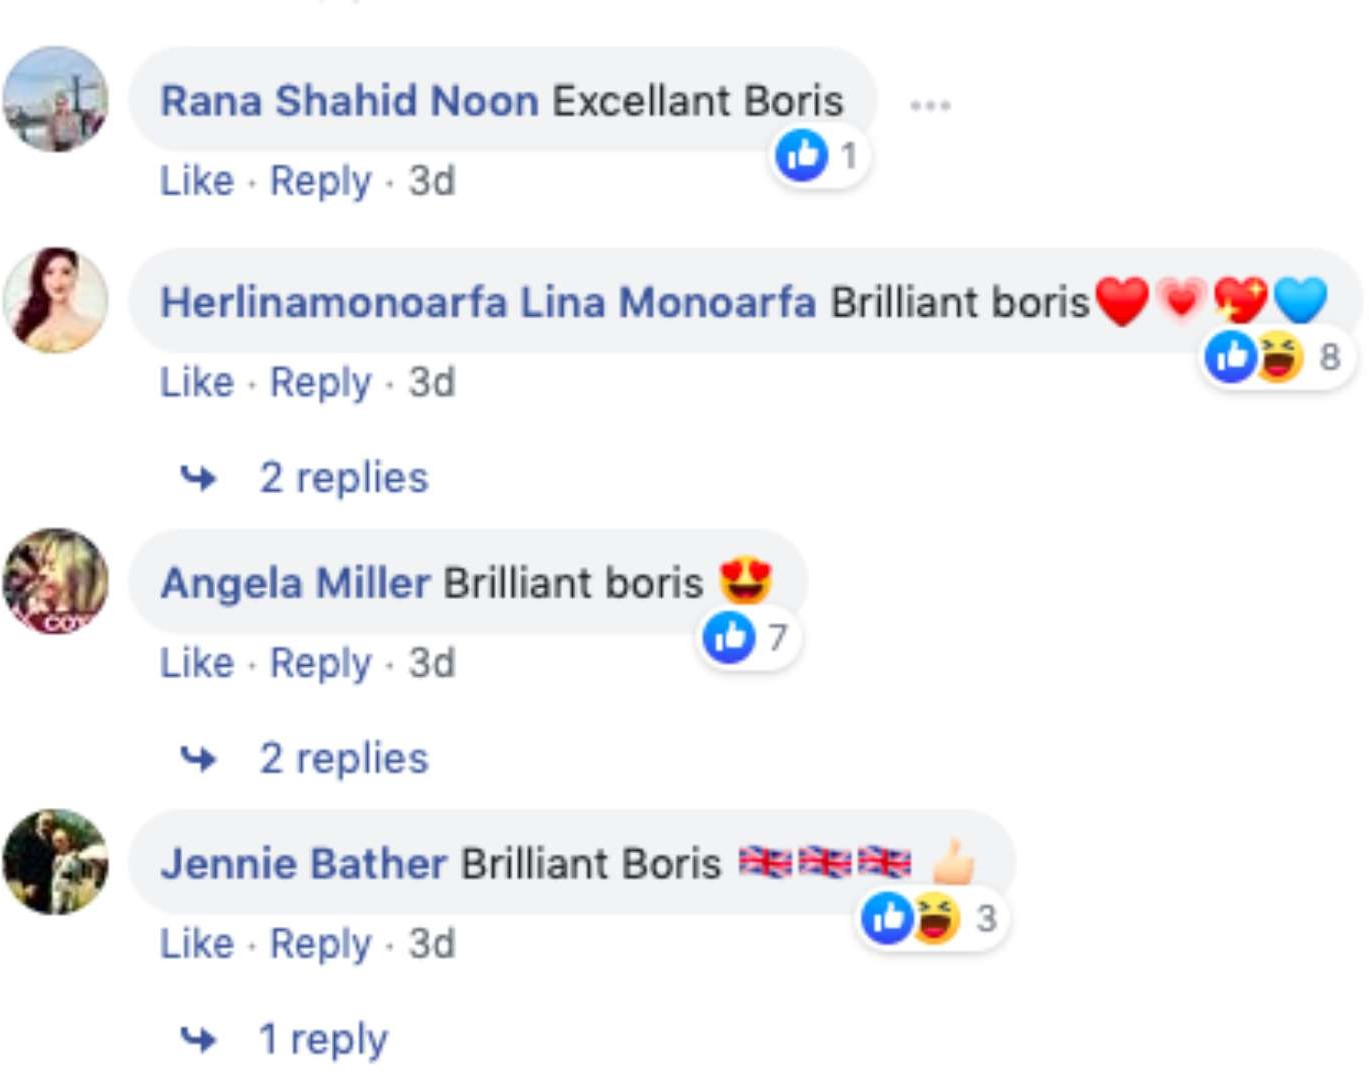 Rana Shahid Noon Excellant Boris
1
Like · Reply · 3d
Herlinamonoarfa Lina Monoarfa Brilliant boris❤️💗💖💙
8
Like · Reply · 3d
2 replies
Angela Miller Brilliant boris 😍
7
Like · Reply · 3d
2 replies
Jennie Bather Brilliant Boris 🇬🇧🇬🇧🇬🇧 👍🏻
3
Like · Reply · 3d
1 reply